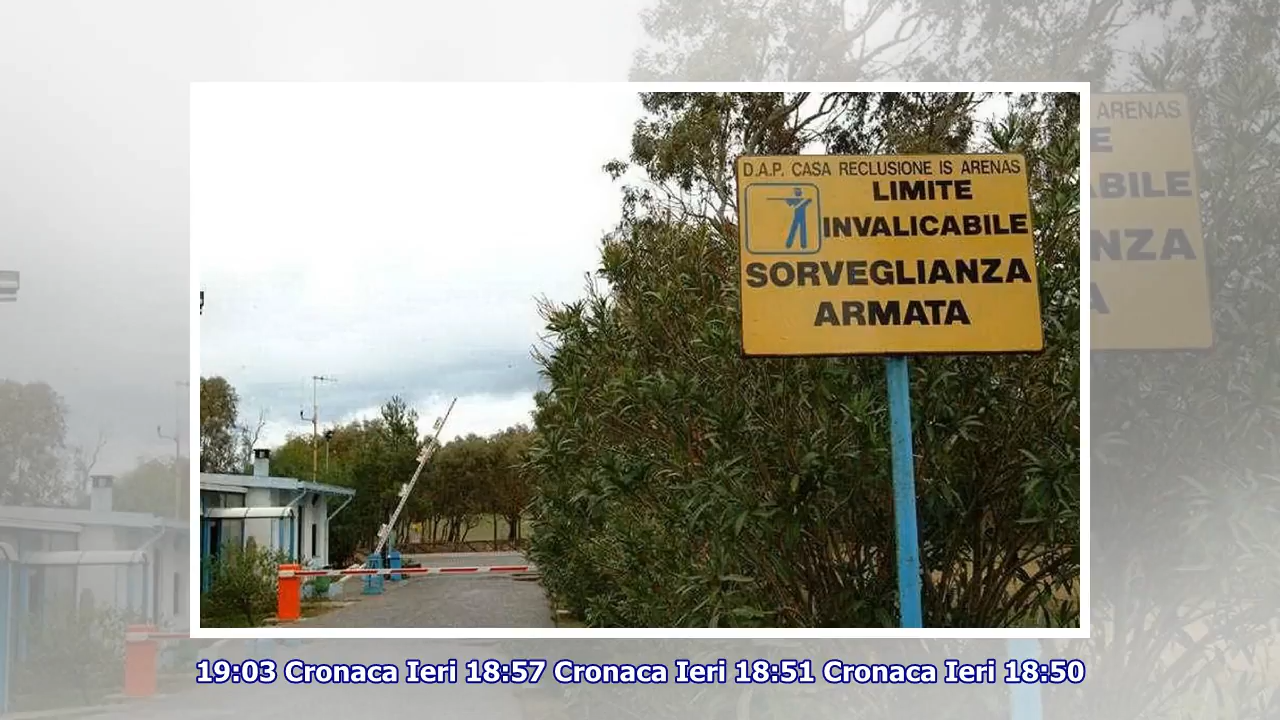 D.A.P. CASA RECLUSIONE IS ARENAS
LIMITE
INVALICABILE
SORVEGLIANZA
ARMATA
ARENAS
19:03 Cronaca Ieri 18:57 Cronaca Ieri 18:51 Cronaca Ieri 18:50